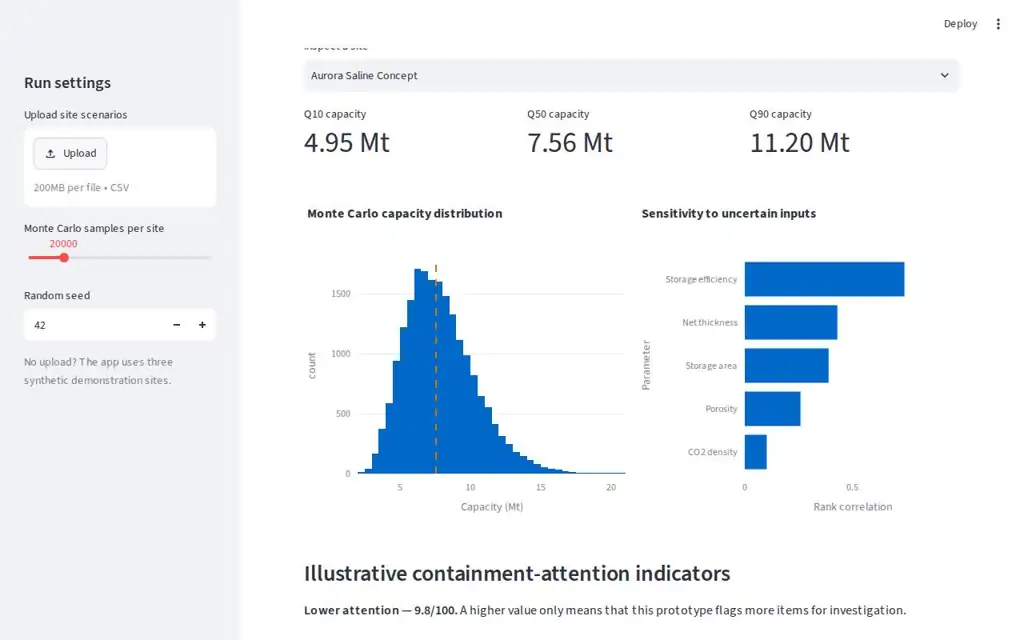 Deploy
Run settings
Upload site scenarios
Upload
200MB per file • CSV
Monte Carlo samples per site
20000
Random seed
42
No upload? The app uses three
synthetic demonstration sites.
Inspect a site
Aurora Saline Concept
Q10 capacity
Q50 capacity
Q90 capacity
4.95 Mt
7.56 Mt
11.20 Mt
Monte Carlo capacity distribution
count
1500
1000
500
0
5
10
15
20
Capacity (Mt)
Sensitivity to uncertain inputs
Parameter
Storage efficiency
Net thickness
Storage area
Porosity
CO2 density
0
0.5
Rank correlation
Illustrative containment-attention indicators
Lower attention — 9.8/100. A higher value only means that this prototype flags more items for investigation.